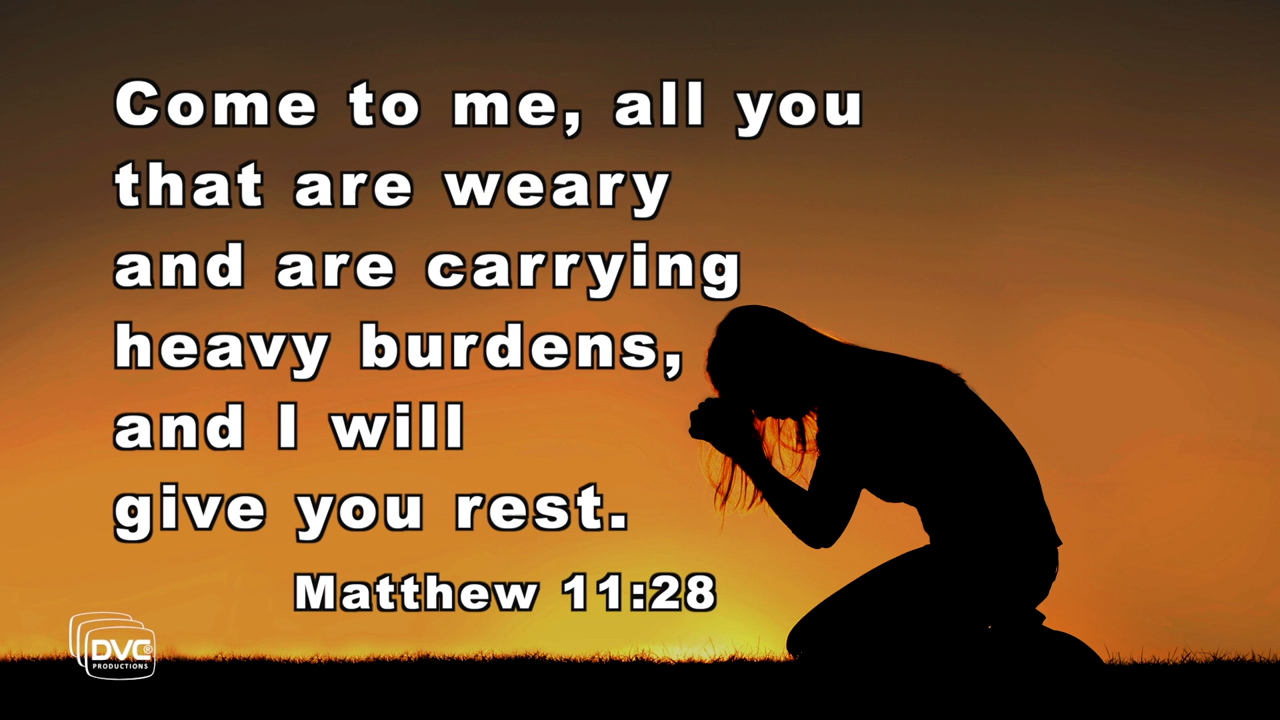 Come to me, all you
that are weary
and are carrying
heavy burdens,
and I will
give you rest.
Matthew 11:28
DVC®
PRODUCTIONS